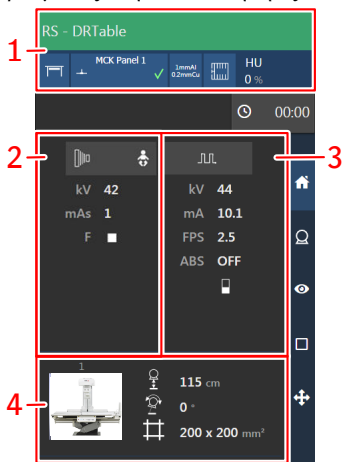 RS - DRTable
1
MCK Panel 1
1mmAl
0.2mmCu
HU
0 %
00:00
2
3
kV 42
mAs 1
F
kV 44
mA 10.1
FPS 2.5
ABS OFF
4
1
115 cm
0 °
200 x 200 mm²